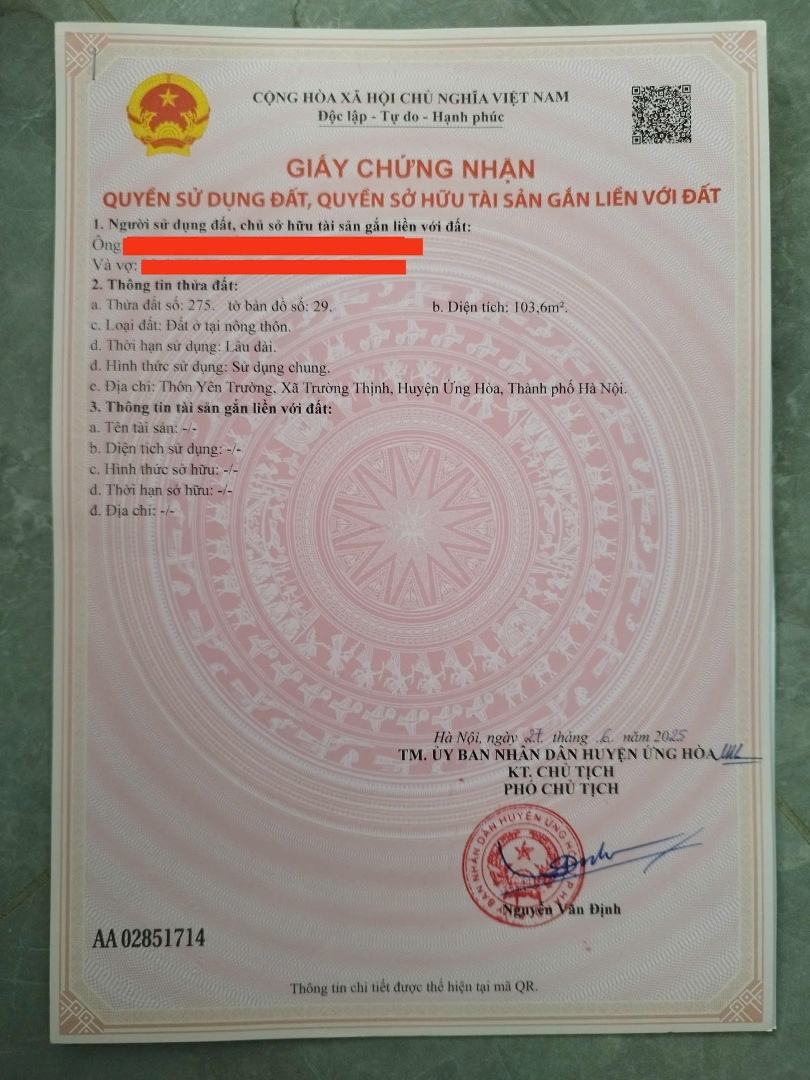 CỘNG HÒA XÃ HỘI CHỦ NGHĨA VIỆT NAM
Độc lập - Tự do - Hạnh phúc
GIẤY CHỨNG NHẬN
QUYỀN SỬ DỤNG ĐẤT, QUYỀN SỞ HỮU TÀI SẢN GẮN LIỀN VỚI ĐẤT
1. Người sử dụng đất, chủ sở hữu tài sản gắn liền với đất:
Ông
Và vợ:
2. Thông tin thửa đất:
a. Thửa đất số: 275. tờ bản đồ số: 29. b. Diện tích: 103,6m².
c. Loại đất: Đất ở tại nông thôn.
d. Thời hạn sử dụng: Lâu dài.
đ. Hình thức sử dụng: Sử dụng chung.
e. Địa chỉ: Thôn Yên Trường, Xã Trường Thịnh, Huyện Ứng Hòa, Thành phố Hà Nội.
3. Thông tin tài sản gắn liền với đất:
a. Tên tài sản: -/-
b. Diện tích sử dụng: -/-
c. Hình thức sở hữu: -/-
d. Thời hạn sở hữu: -/-
đ. Địa chỉ: -/-
Hà Nội, ngày 27 tháng 6 năm 2025
TM. ỦY BAN NHÂN DÂN HUYỆN ỨNG HÒA
KT. CHỦ TỊCH
PHÓ CHỦ TỊCH
Nguyễn Văn Định
AA 02851714
Thông tin chi tiết được thể hiện tại mã QR.